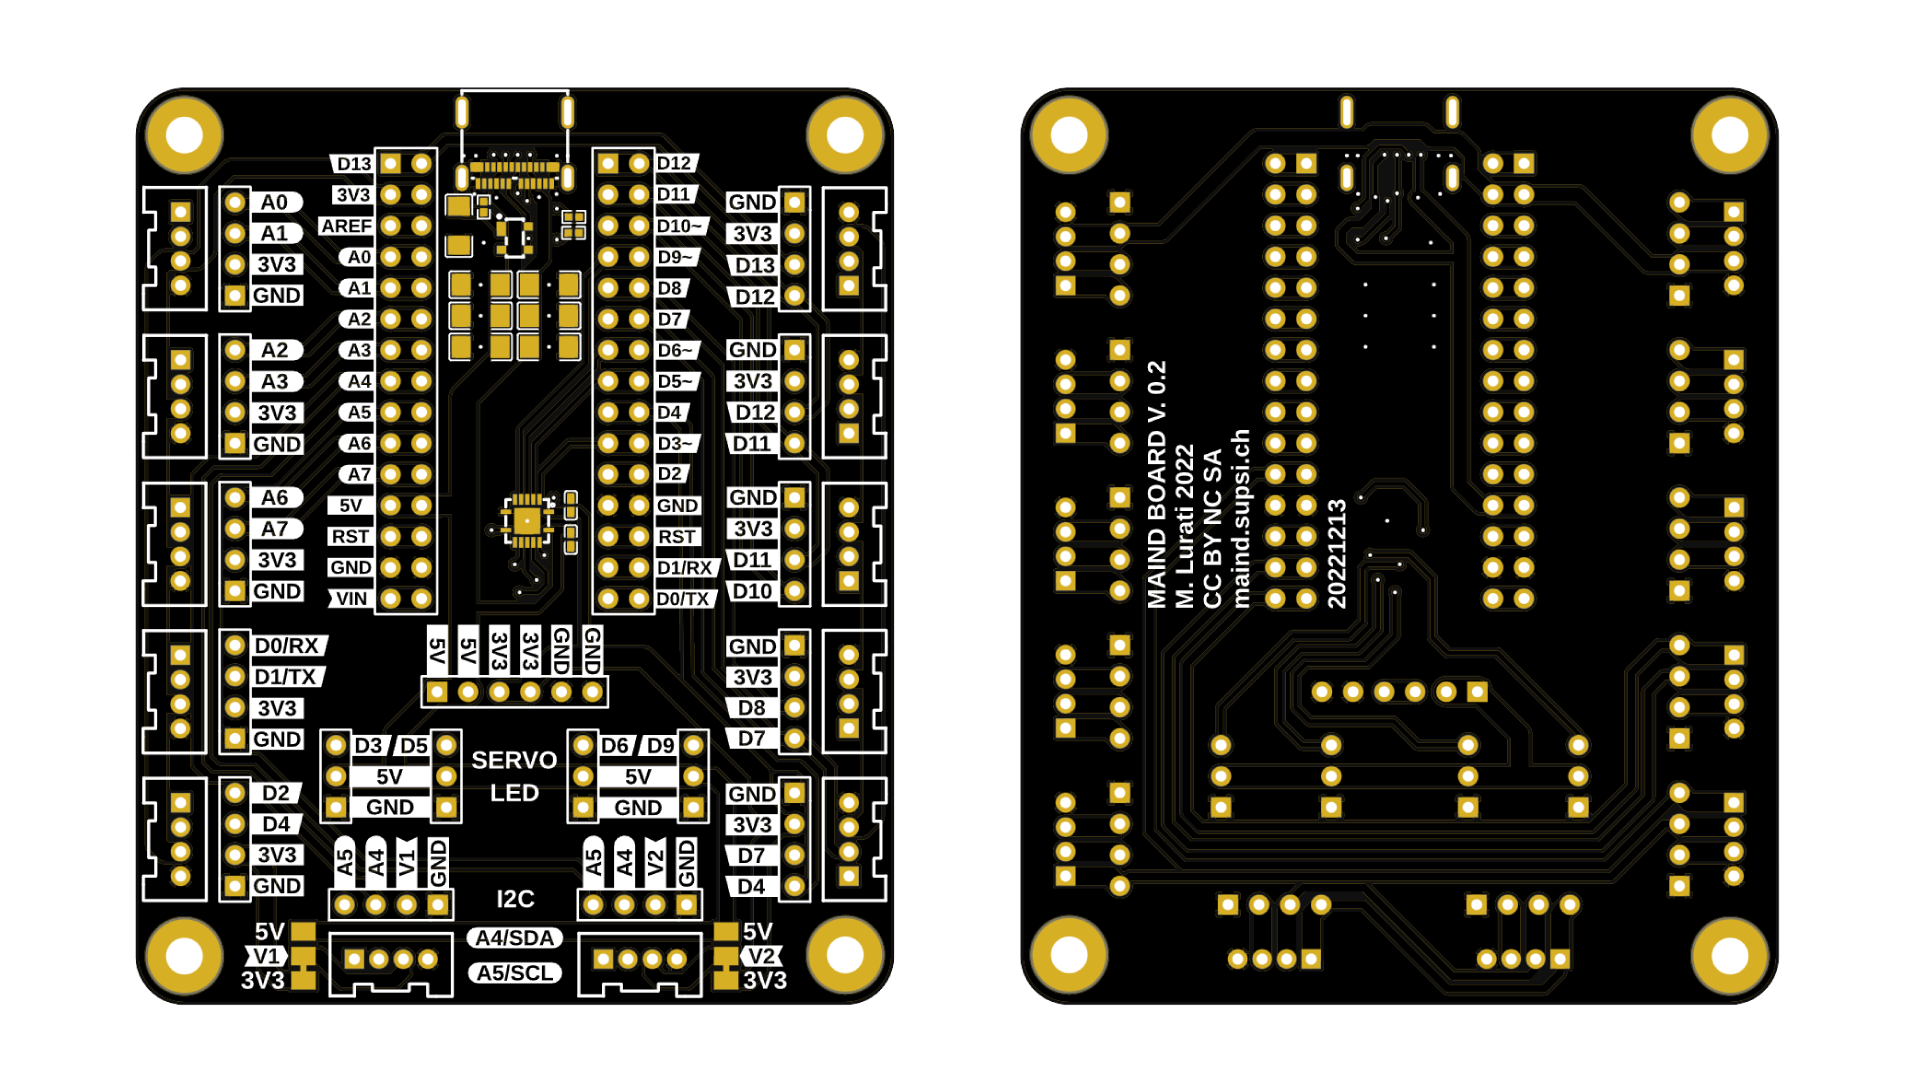 D13
3V3
AREF
A0
A1
A2
A3
A4
A5
A6
A7
5V
RST
GND
VIN
D12
D11
D10~
D9~
D8
D7
D6~
D5~
D4
D3~
D2
GND
RST
D1/RX
D0/TX
A0
A1
3V3
GND
A2
A3
3V3
GND
A6
A7
3V3
GND
D0/RX
D1/TX
3V3
GND
D2
D4
3V3
GND
GND
3V3
D13
D12
GND
3V3
D12
D11
GND
3V3
D11
D10
GND
3V3
D8
D7
GND
3V3
D7
D4
5V 5V 3V3 3V3 GND GND
D3 / D5
5V
GND
SERVO
LED
D6 / D9
5V
GND
A5 A4 V1 GND
I2C
A5 A4 V2 GND
5V
V1
3V3
A4/SDA
A5/SCL
5V
V2
3V3
MAIND BOARD V. 0.2
M. Lurati 2022
CC BY NC SA
maind.supsi.ch
20221213